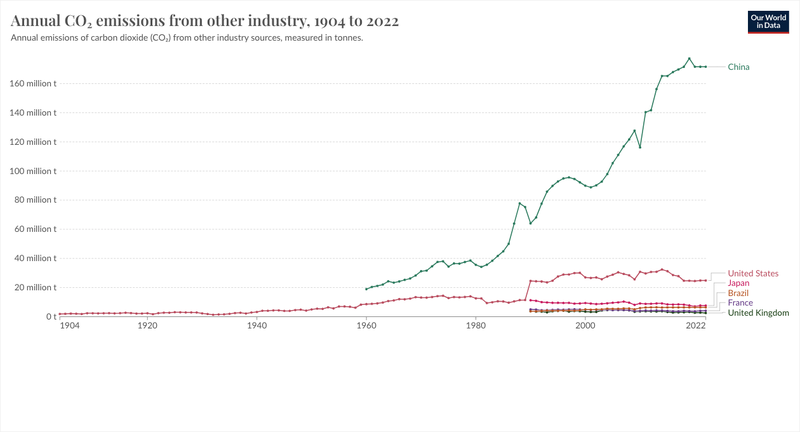 Annual CO₂ emissions from other industry, 1904 to 2022
Annual emissions of carbon dioxide (CO₂) from other industry sources, measured in tonnes.
Our World
in Data
160 million t
140 million t
120 million t
100 million t
80 million t
60 million t
40 million t
20 million t
0 t
1904
1920
1940
1960
1980
2000
2022
China
United States
Japan
Brazil
France
United Kingdom